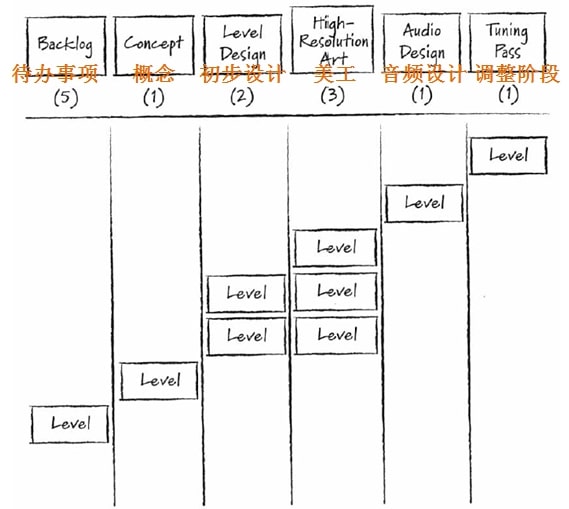 Backlog
Concept
Level
Design
High-
Resolution
Art
Audio
Design
Tuning
Pass
待办事项
概念
初步设计
美工
音频设计
调整阶段
(5)
(1)
(2)
(3)
(1)
(1)
Level
Level
Level
Level
Level
Level
Level
Level
Level